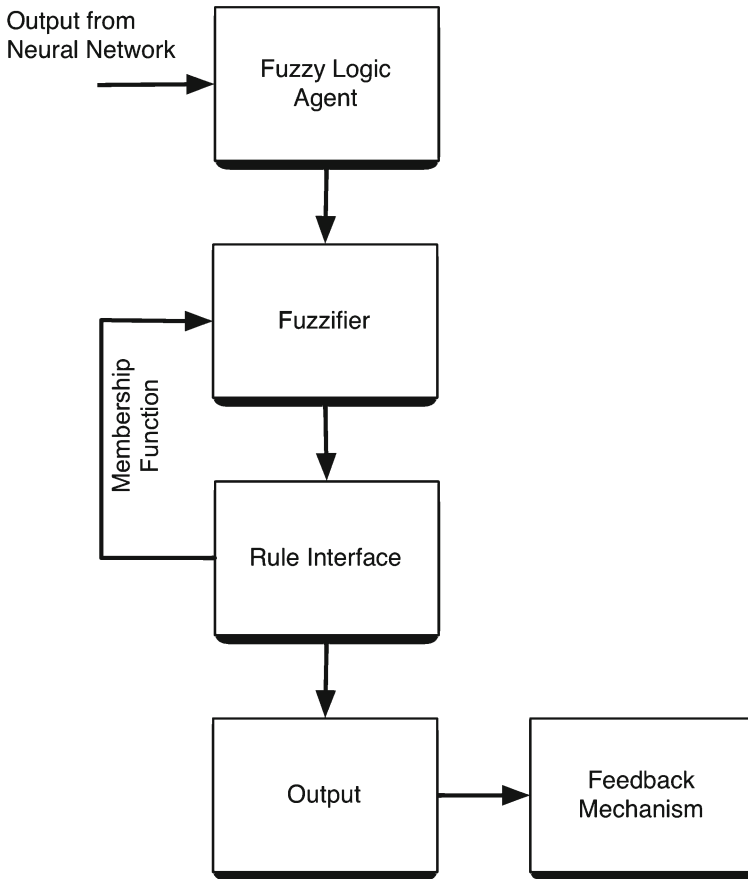 Output from
Neural Network
Fuzzy Logic
Agent
Fuzzifier
Membership
Function
Rule Interface
Output
Feedback
Mechanism